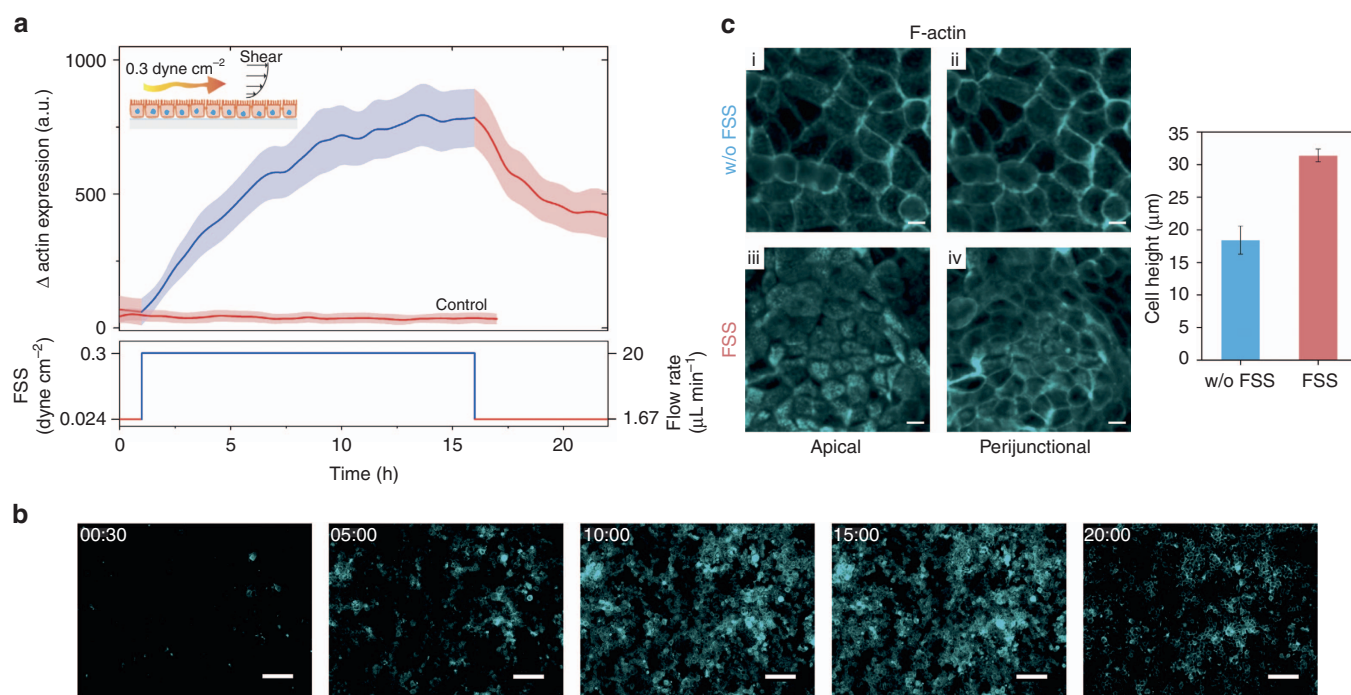 a
1000
500
0
Δ actin expression (a.u.)
0.3 dyne cm⁻²
Shear
Control
0.3
0.024
FSS
(dyne cm⁻²)
20
1.67
Flow rate
(μL min⁻¹)
0
5
10
15
20
Time (h)
c
F-actin
w/o FSS
FSS
i
ii
iii
iv
Apical
Perijunctional
35
30
25
20
15
10
5
0
Cell height (μm)
w/o FSS
FSS
b
00:30
05:00
10:00
15:00
20:00